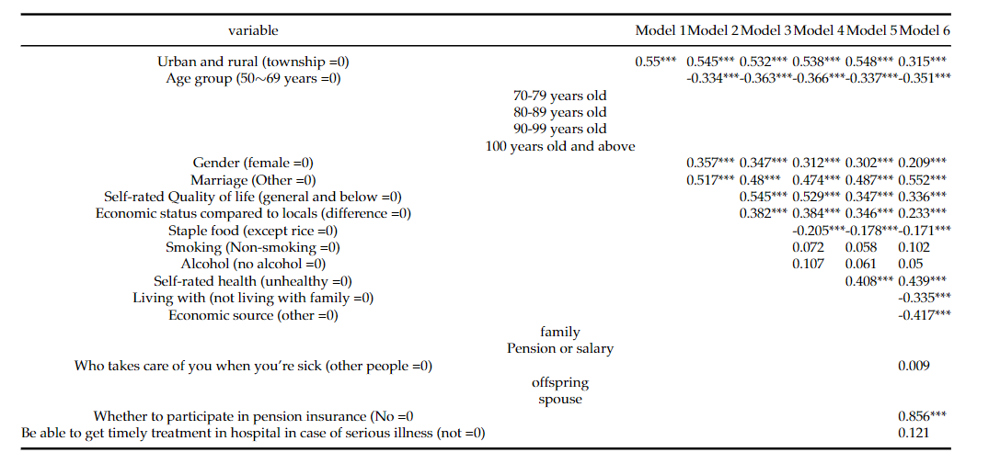 variable Model 1 Model 2 Model 3 Model 4 Model 5 Model 6
Urban and rural (township =0) 0.55*** 0.545*** 0.532*** 0.538*** 0.548*** 0.315***
Age group (50∼69 years =0) -0.334*** -0.363*** -0.366*** -0.337*** -0.351***
70-79 years old
80-89 years old
90-99 years old
100 years old and above
Gender (female =0) 0.357*** 0.347*** 0.312*** 0.302*** 0.209***
Marriage (Other =0) 0.517*** 0.48*** 0.474*** 0.487*** 0.552***
Self-rated Quality of life (general and below =0) 0.545*** 0.529*** 0.347*** 0.336***
Economic status compared to locals (difference =0) 0.382*** 0.384*** 0.346*** 0.233***
Staple food (except rice =0) -0.205*** -0.178*** -0.171***
Smoking (Non-smoking =0) 0.072 0.058 0.102
Alcohol (no alcohol =0) 0.107 0.061 0.05
Self-rated health (unhealthy =0) 0.408*** 0.439***
Living with (not living with family =0) -0.335***
Economic source (other =0) -0.417***
family
Pension or salary
Who takes care of you when you're sick (other people =0) 0.009
offspring
spouse
Whether to participate in pension insurance (No =0 0.856***
Be able to get timely treatment in hospital in case of serious illness (not =0) 0.121